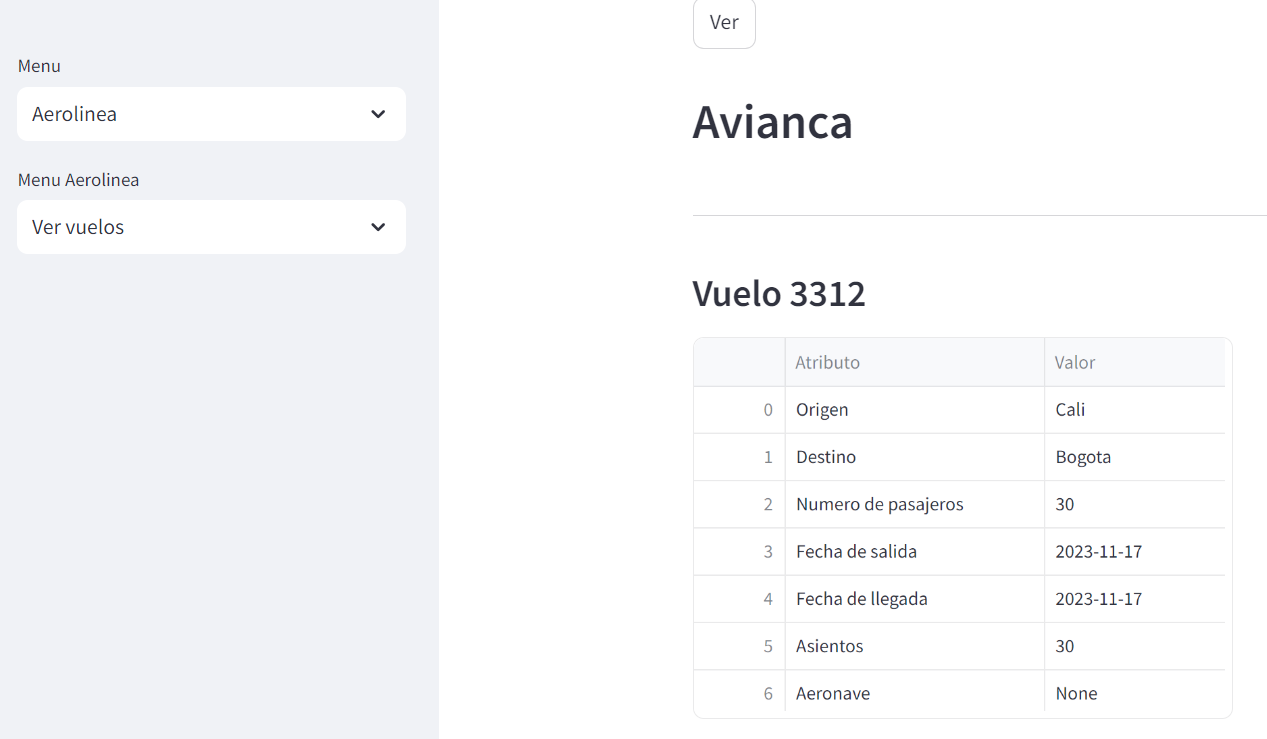 Menu
Aerolinea
Menu Aerolinea
Ver vuelos
Ver
Avianca
Vuelo 3312
Atributo Valor
0 Origen Cali
1 Destino Bogota
2 Numero de pasajeros 30
3 Fecha de salida 2023-11-17
4 Fecha de llegada 2023-11-17
5 Asientos 30
6 Aeronave None